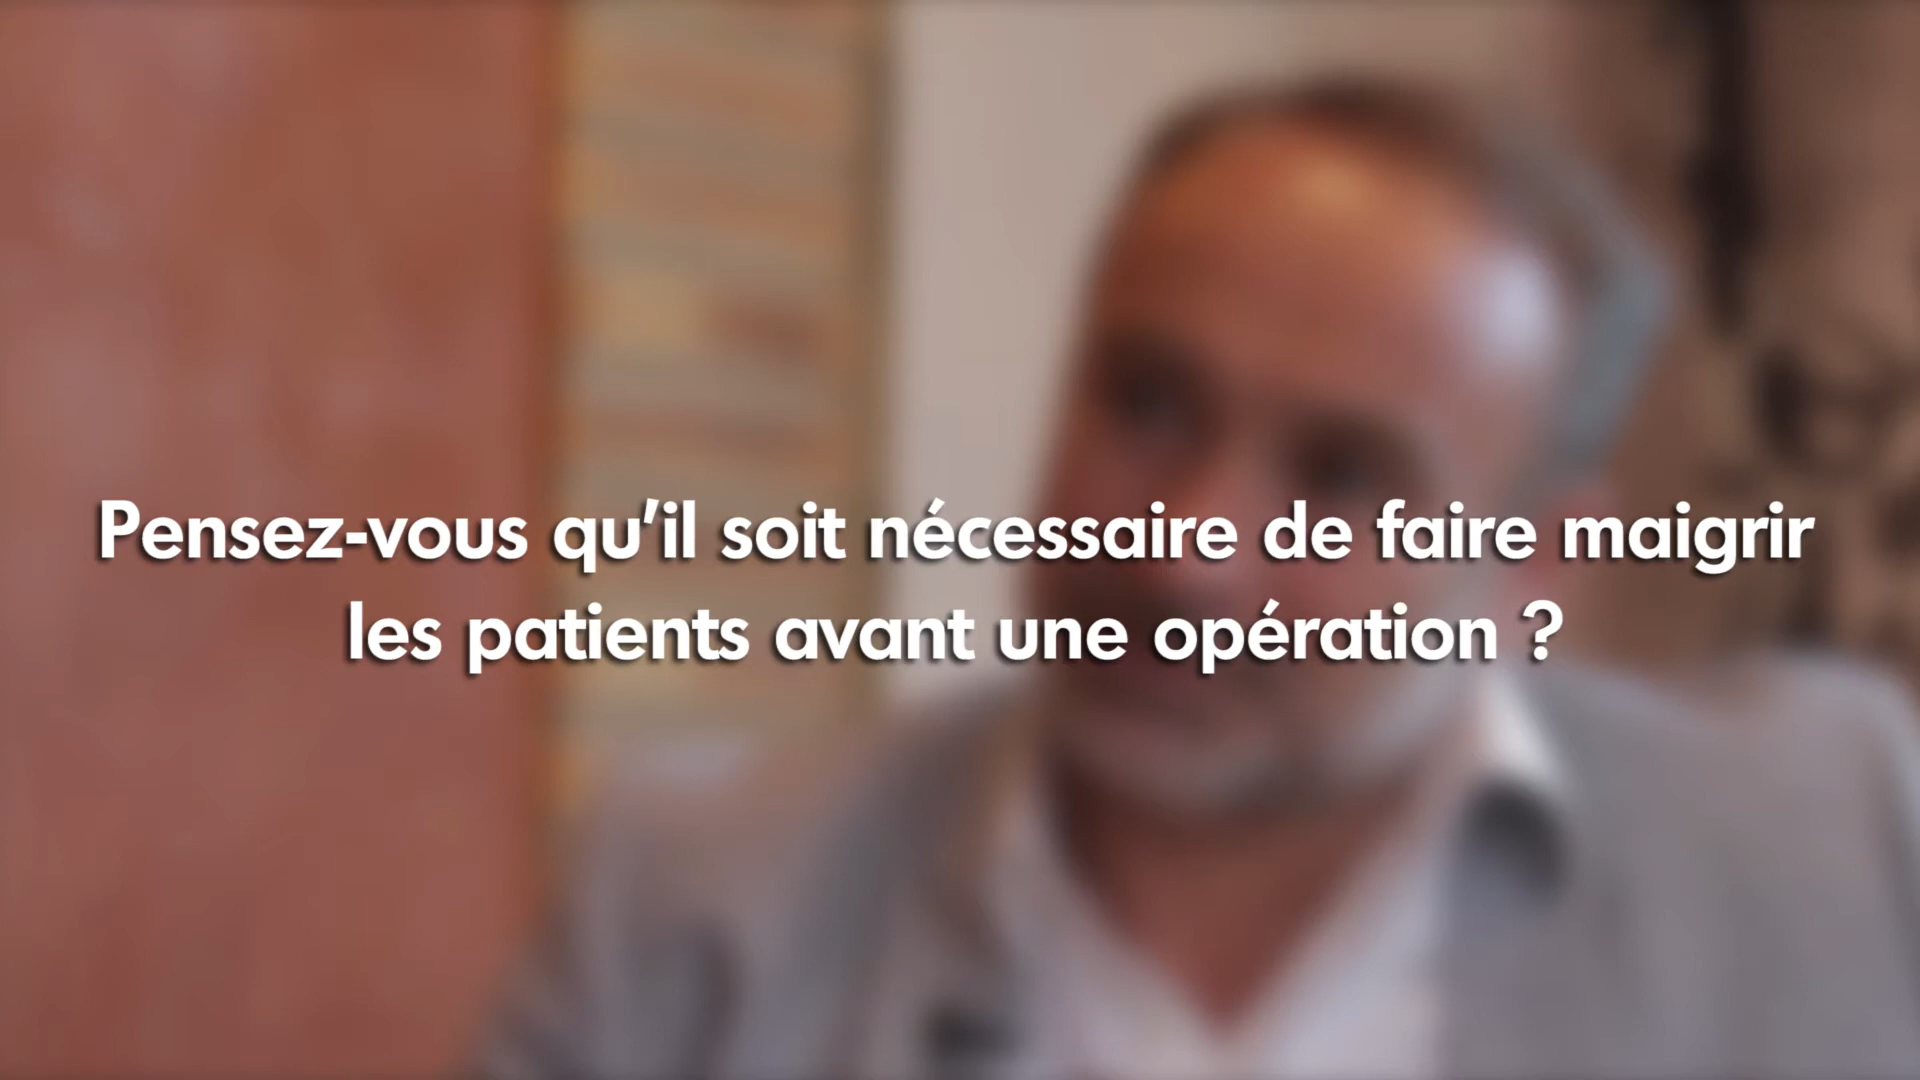 Pensez-vous qu’il soit nécessaire de faire maigrir
les patients avant une opération ?